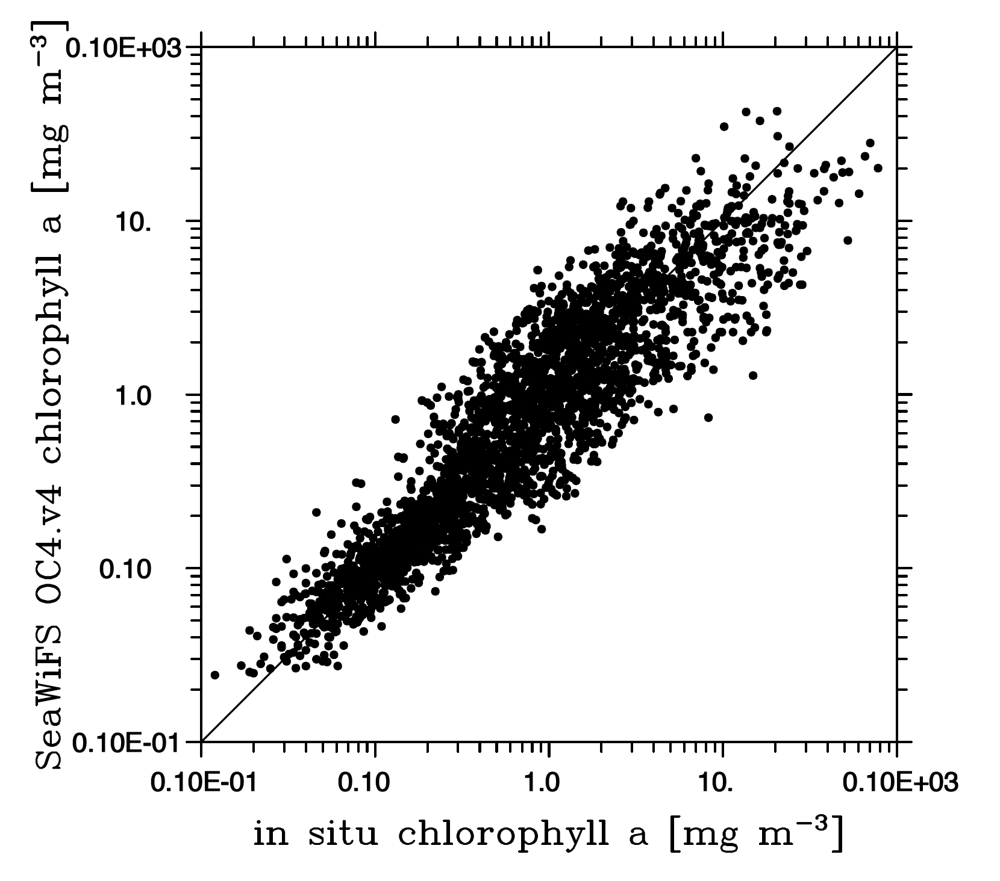 SeaWiFS OC4.v4 chlorophyll a [mg m⁻³]
0.10E+03
10.
1.0
0.10
0.10E-01
0.10E-01 0.10 1.0 10. 0.10E+03
in situ chlorophyll a [mg m⁻³]